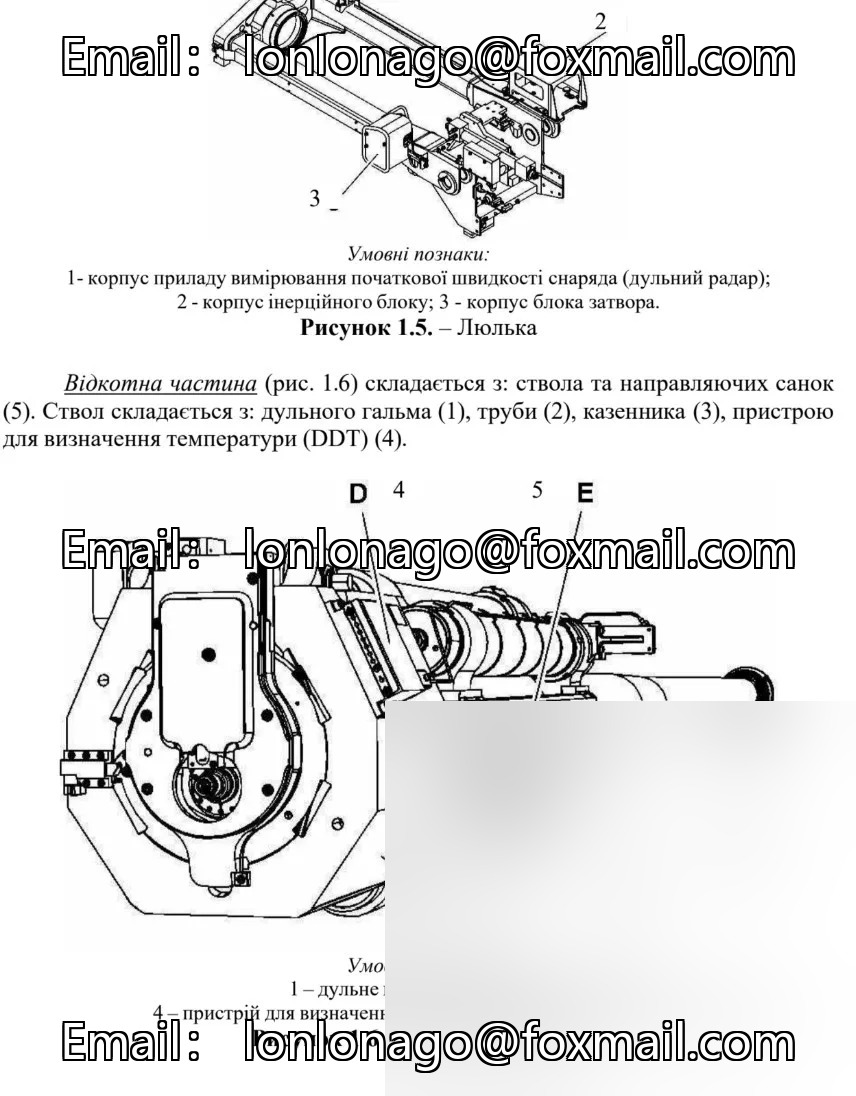 2
Email: lonlonago@foxmail.com
3
Умовні познаки:
1- корпус приладу вимірювання початкової швидкості снаряда (дульний радар);
2 - корпус інерційного блоку; 3 - корпус блока затвора.
Рисунок 1.5. – Люлька
Відкотна частина (рис. 1.6) складається з: ствола та направляючих санок
(5). Ствол складається з: дульного гальма (1), труби (2), казенника (3), пристрою
для визначення температури (DDT) (4).
D 4 5 E
Email: lonlonago@foxmail.com
1 – дульне
4 – пристрій для
Email: lonlonago@foxmail.com